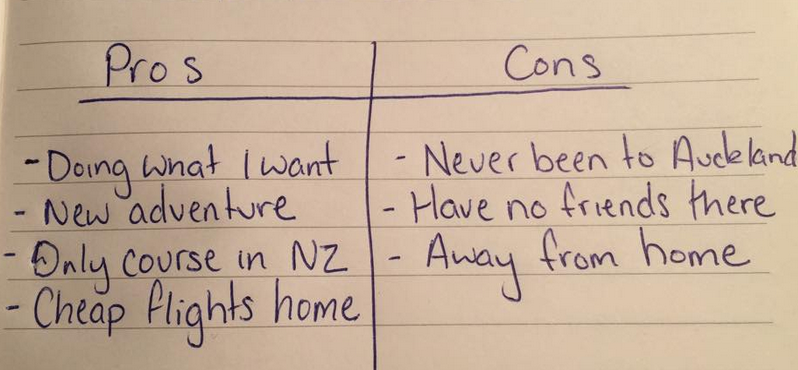 Pros
- Doing what I want
- New adventure
- Only course in NZ
- Cheap flights home
Cons
- Never been to Auckland
- Have no friends there
- Away from home